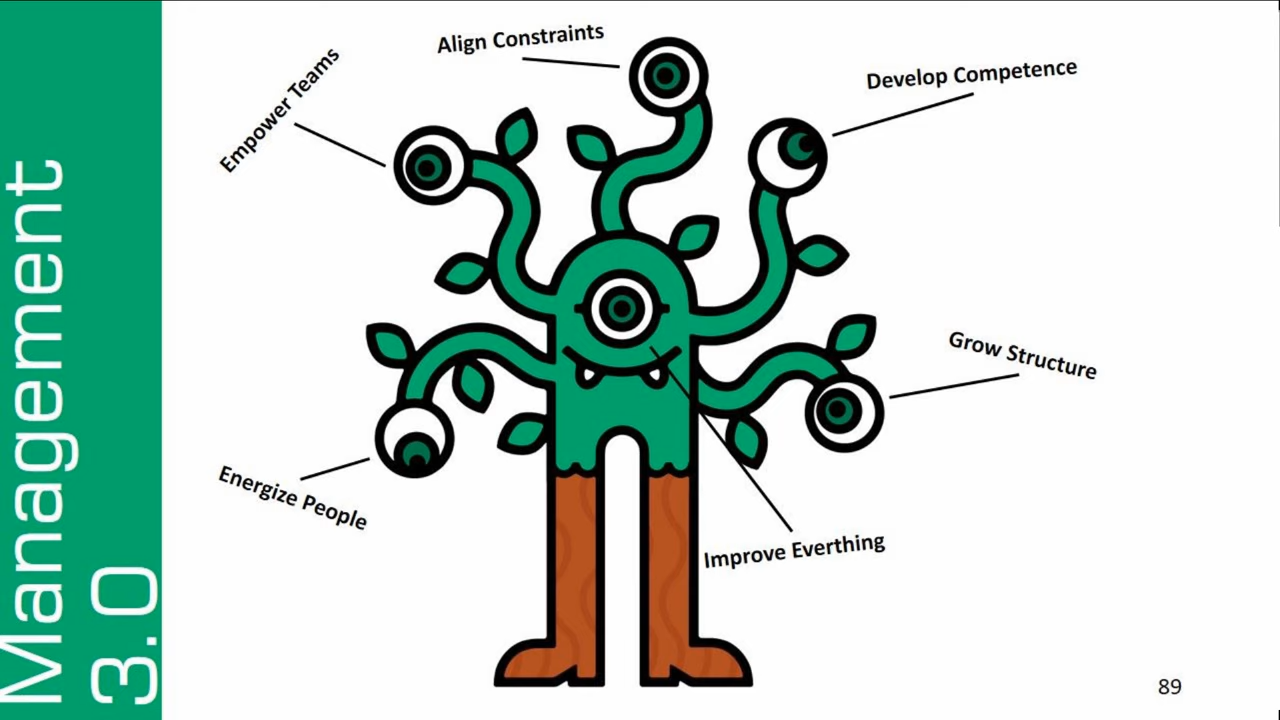 Management
3.0
Align Constraints
Empower Teams
Develop Competence
Grow Structure
Energize People
Improve Everthing
89